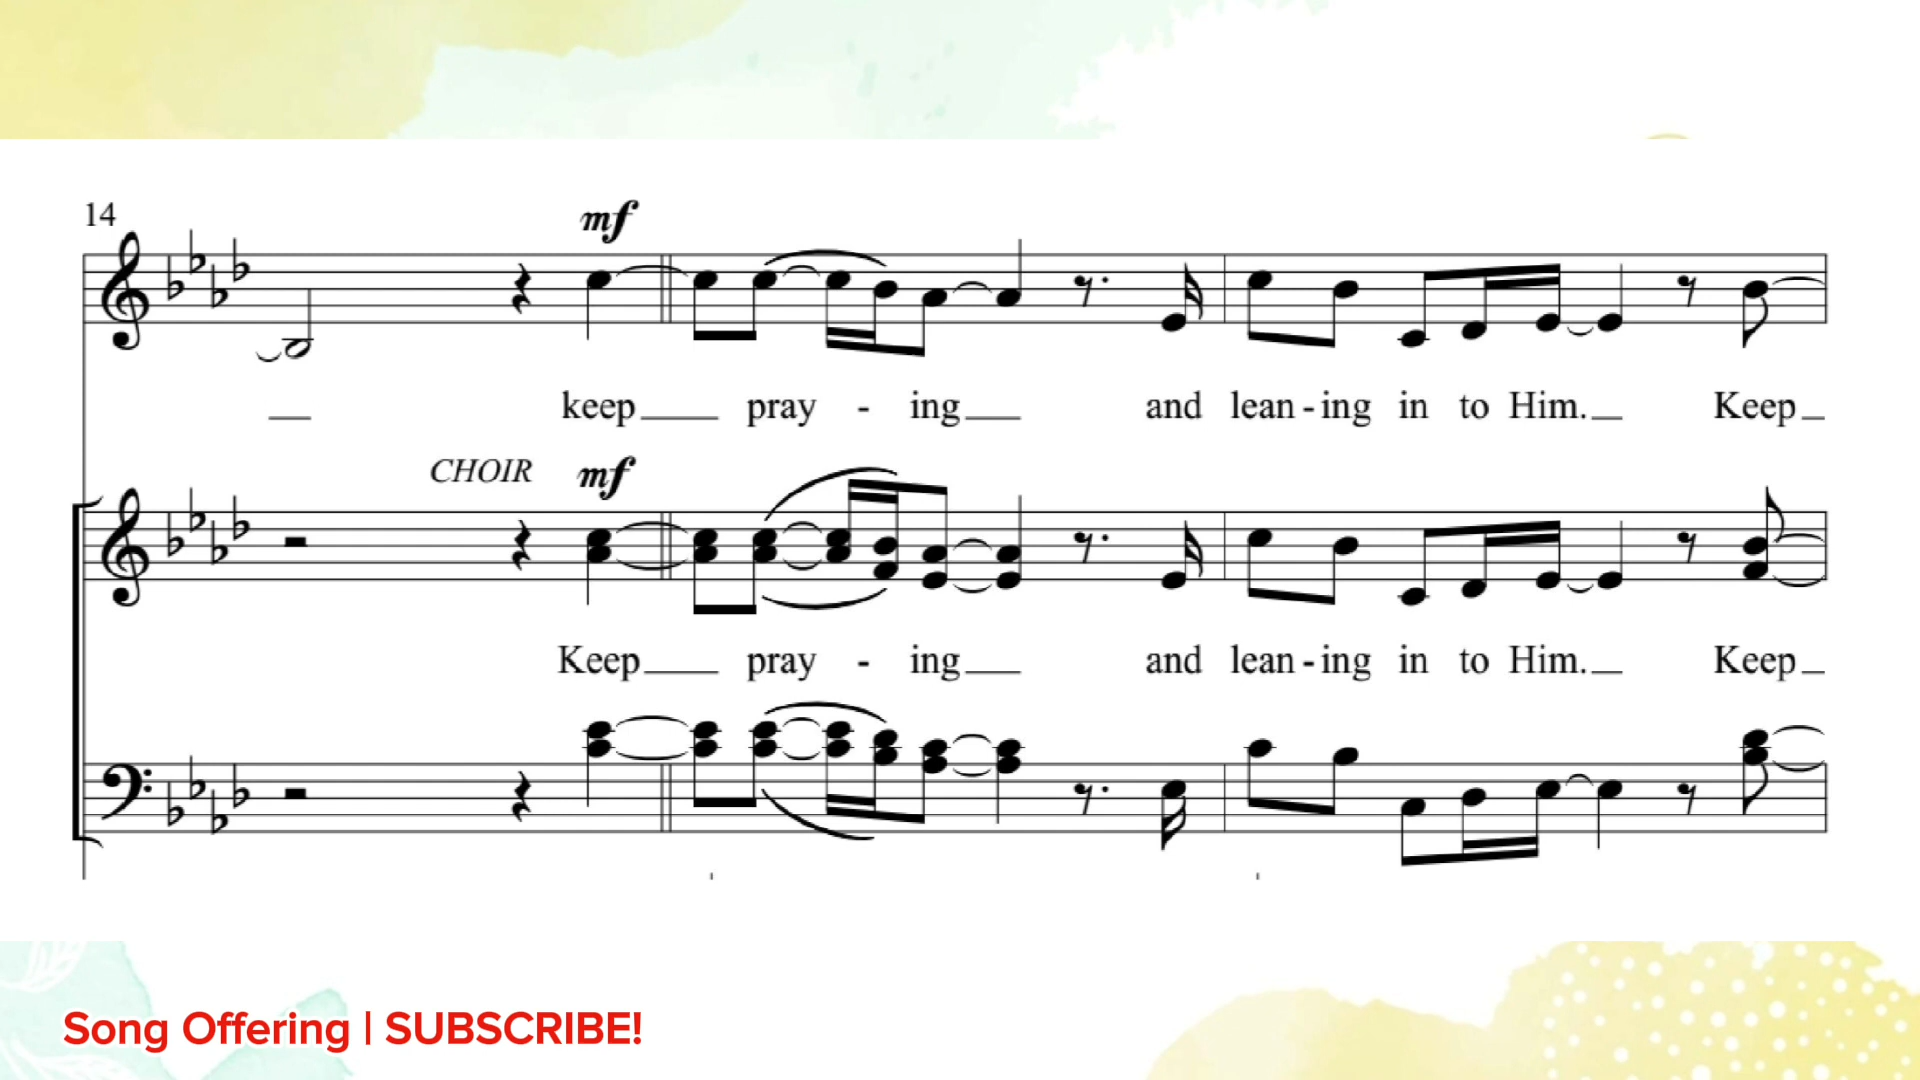 14
mf
keep pray - ing and lean - ing in to Him. Keep
CHOIR mf
Keep pray - ing and lean - ing in to Him. Keep
Song Offering | SUBSCRIBE!